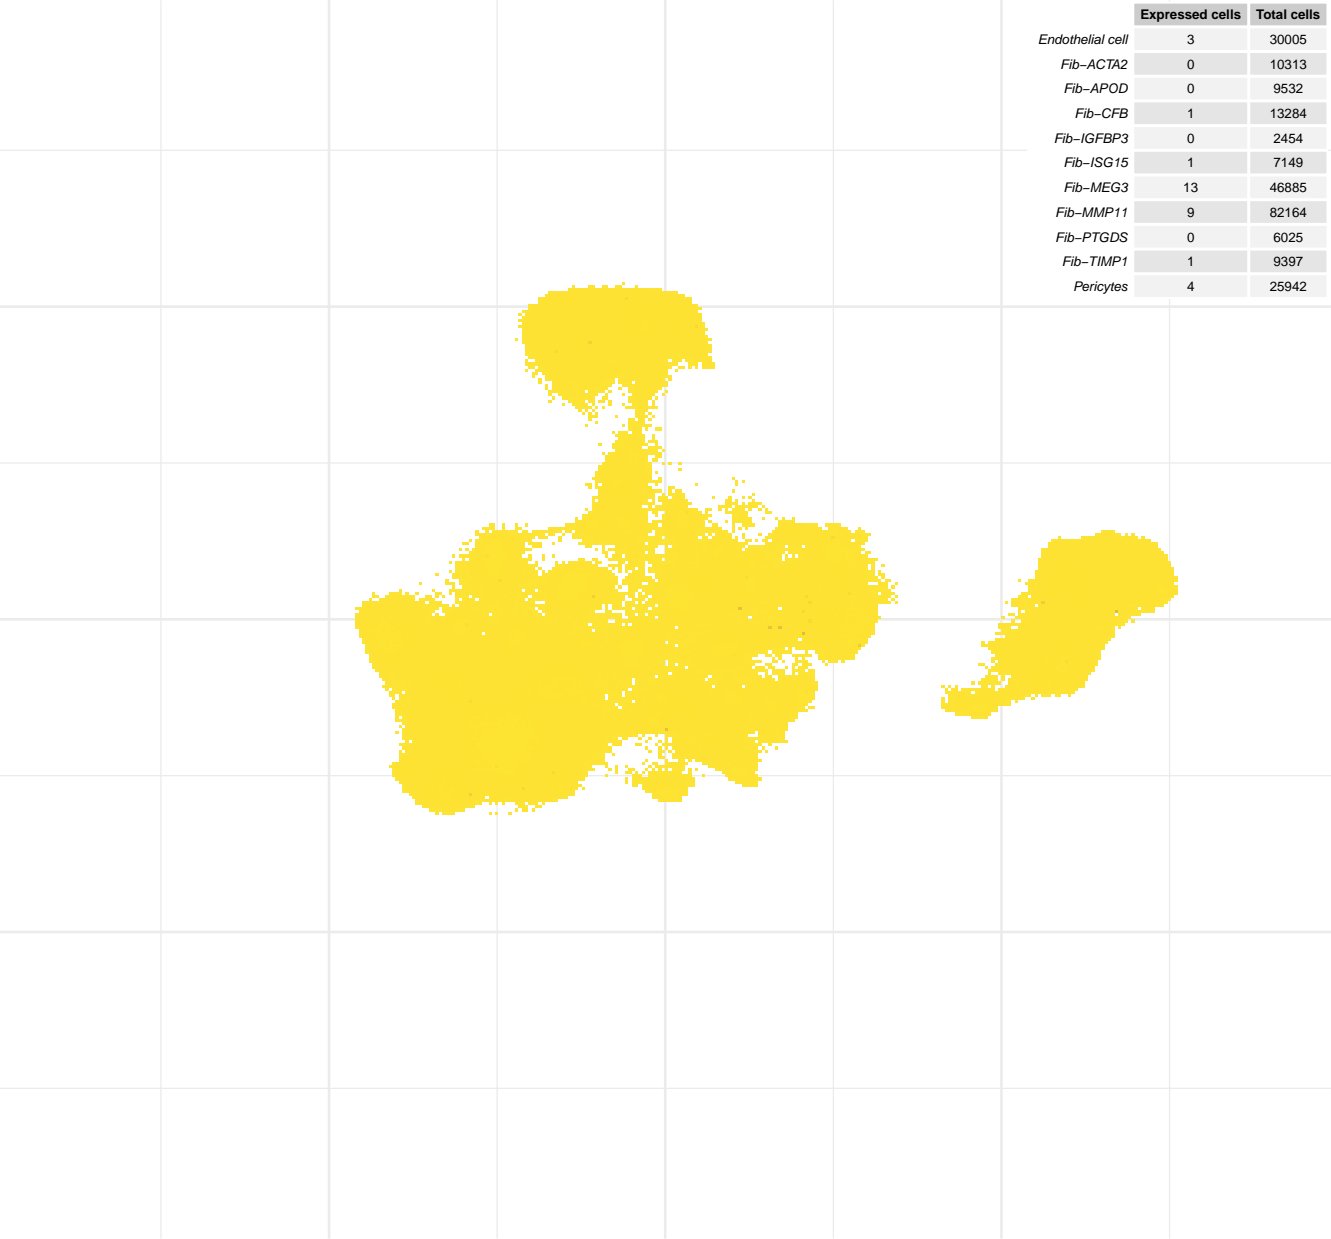 Expressed cells Total cells
Endothelial cell 3 30005
Fib−ACTA2 0 10313
Fib−APOD 0 9532
Fib−CFB 1 13284
Fib−IGFBP3 0 2454
Fib−ISG15 1 7149
Fib−MEG3 13 46885
Fib−MMP11 9 82164
Fib−PTGDS 0 6025
Fib−TIMP1 1 9397
Pericytes 4 25942